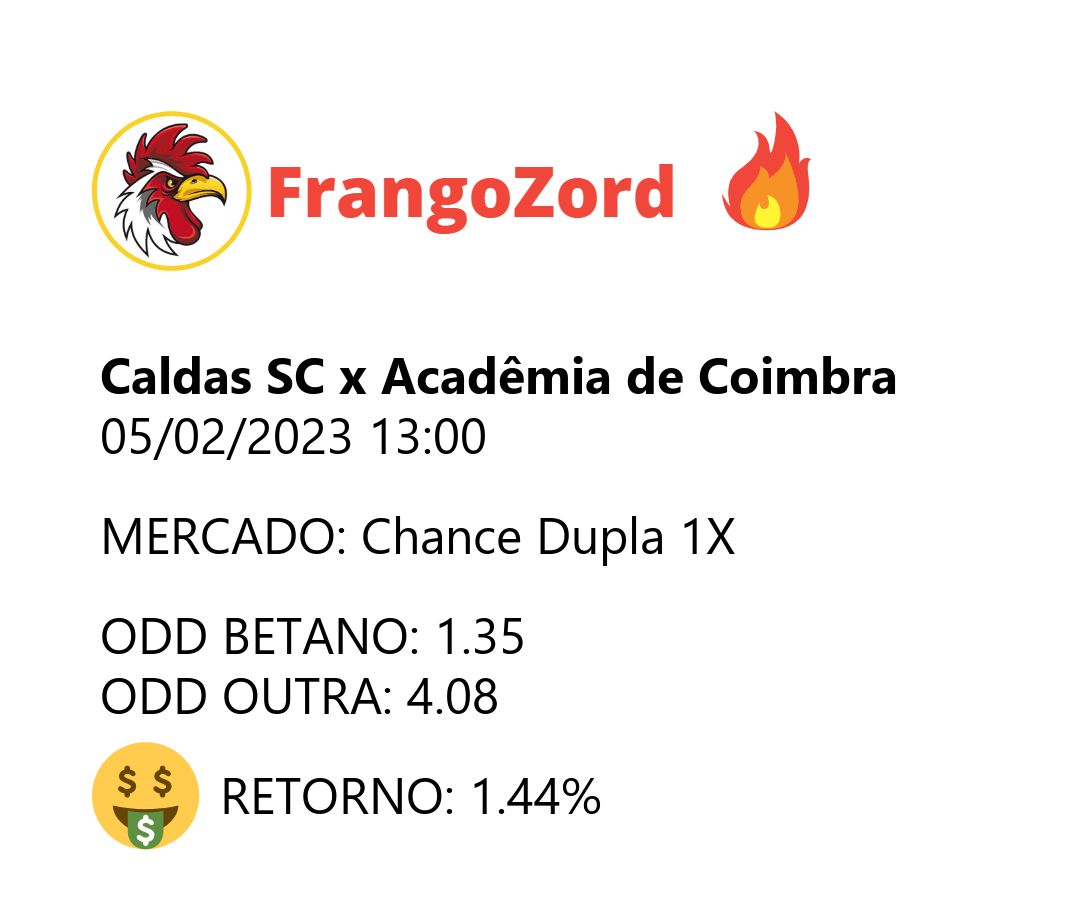 FrangoZord
Caldas SC x Acadêmia de Coimbra
05/02/2023 13:00
MERCADO: Chance Dupla 1X
ODD BETANO: 1.35
ODD OUTRA: 4.08
RETORNO: 1.44%